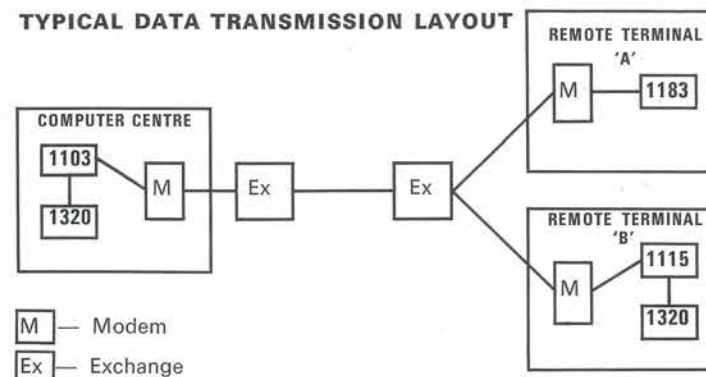 TYPICAL DATA TRANSMISSION LAYOUT
COMPUTER CENTRE
1103
1320
M
Ex
Ex
REMOTE TERMINAL
'A'
M
1183
REMOTE TERMINAL
'B'
M
1115
1320
M — Modem
Ex — Exchange